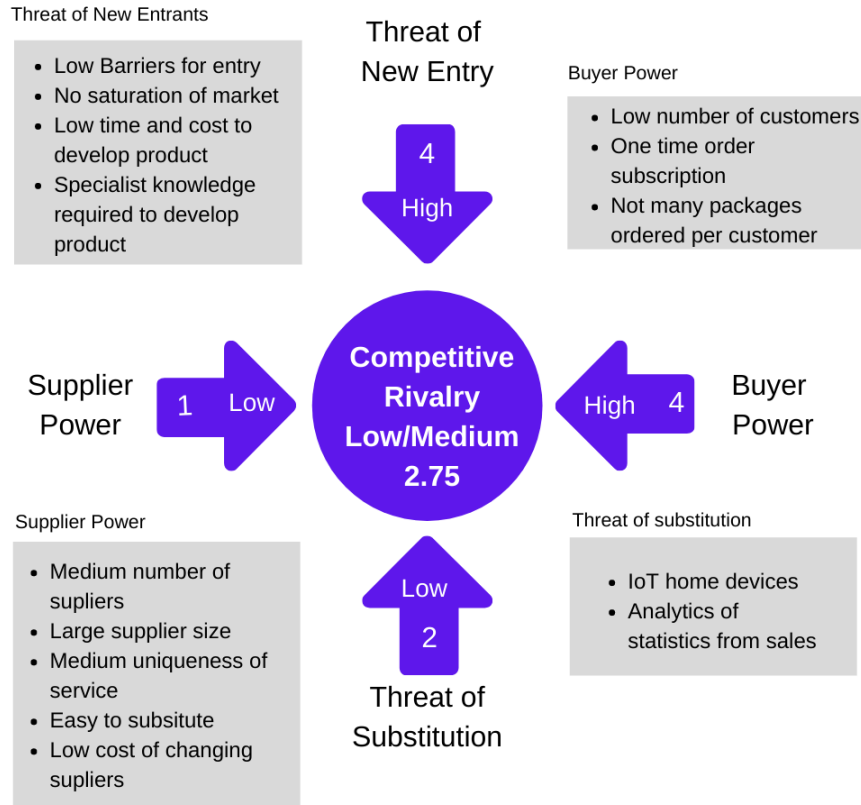 Threat of New Entrants
Low Barriers for entry
No saturation of market
Low time and cost to
develop product
Specialist knowledge
required to develop
product
Threat of
New Entry
4
High
Buyer Power
Low number of customers
One time order
subscription
Not many packages
ordered per customer
Supplier
Power
1
Low
Competitive
Rivalry
Low/Medium
2.75
High
4
Buyer
Power
Supplier Power
Medium number of
supliers
Large supplier size
Medium uniqueness of
service
Easy to subsitute
Low cost of changing
supliers
Low
2
Threat of
Substitution
Threat of substitution
IoT home devices
Analytics of
statistics from sales